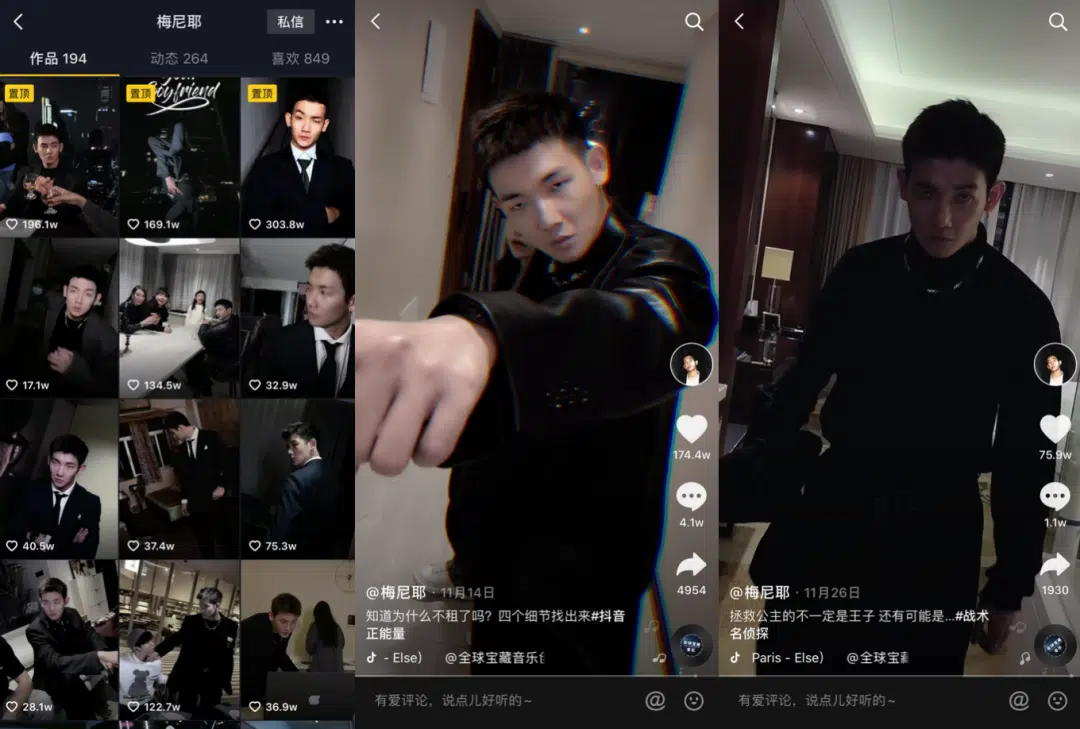 梅尼耶
私信
作品 194
动态 264
喜欢 849
置顶
置顶
置顶
Boyfriend
196.1w
169.1w
303.8w
17.1w
134.5w
32.9w
40.5w
37.4w
75.3w
28.1w
122.7w
36.9w
174.4w
4.1w
4954
@梅尼耶 · 11月14日
知道为什么不租了吗？四个细节找出来#抖音
正能量
- Else） @全球宝藏音乐
有爱评论，说点儿好听的~
75.9w
1.1w
1930
@梅尼耶 · 11月26日
拯救公主的不一定是王子 还有可能是...#战术
名侦探
Paris - Else） @全球宝
有爱评论，说点儿好听的~